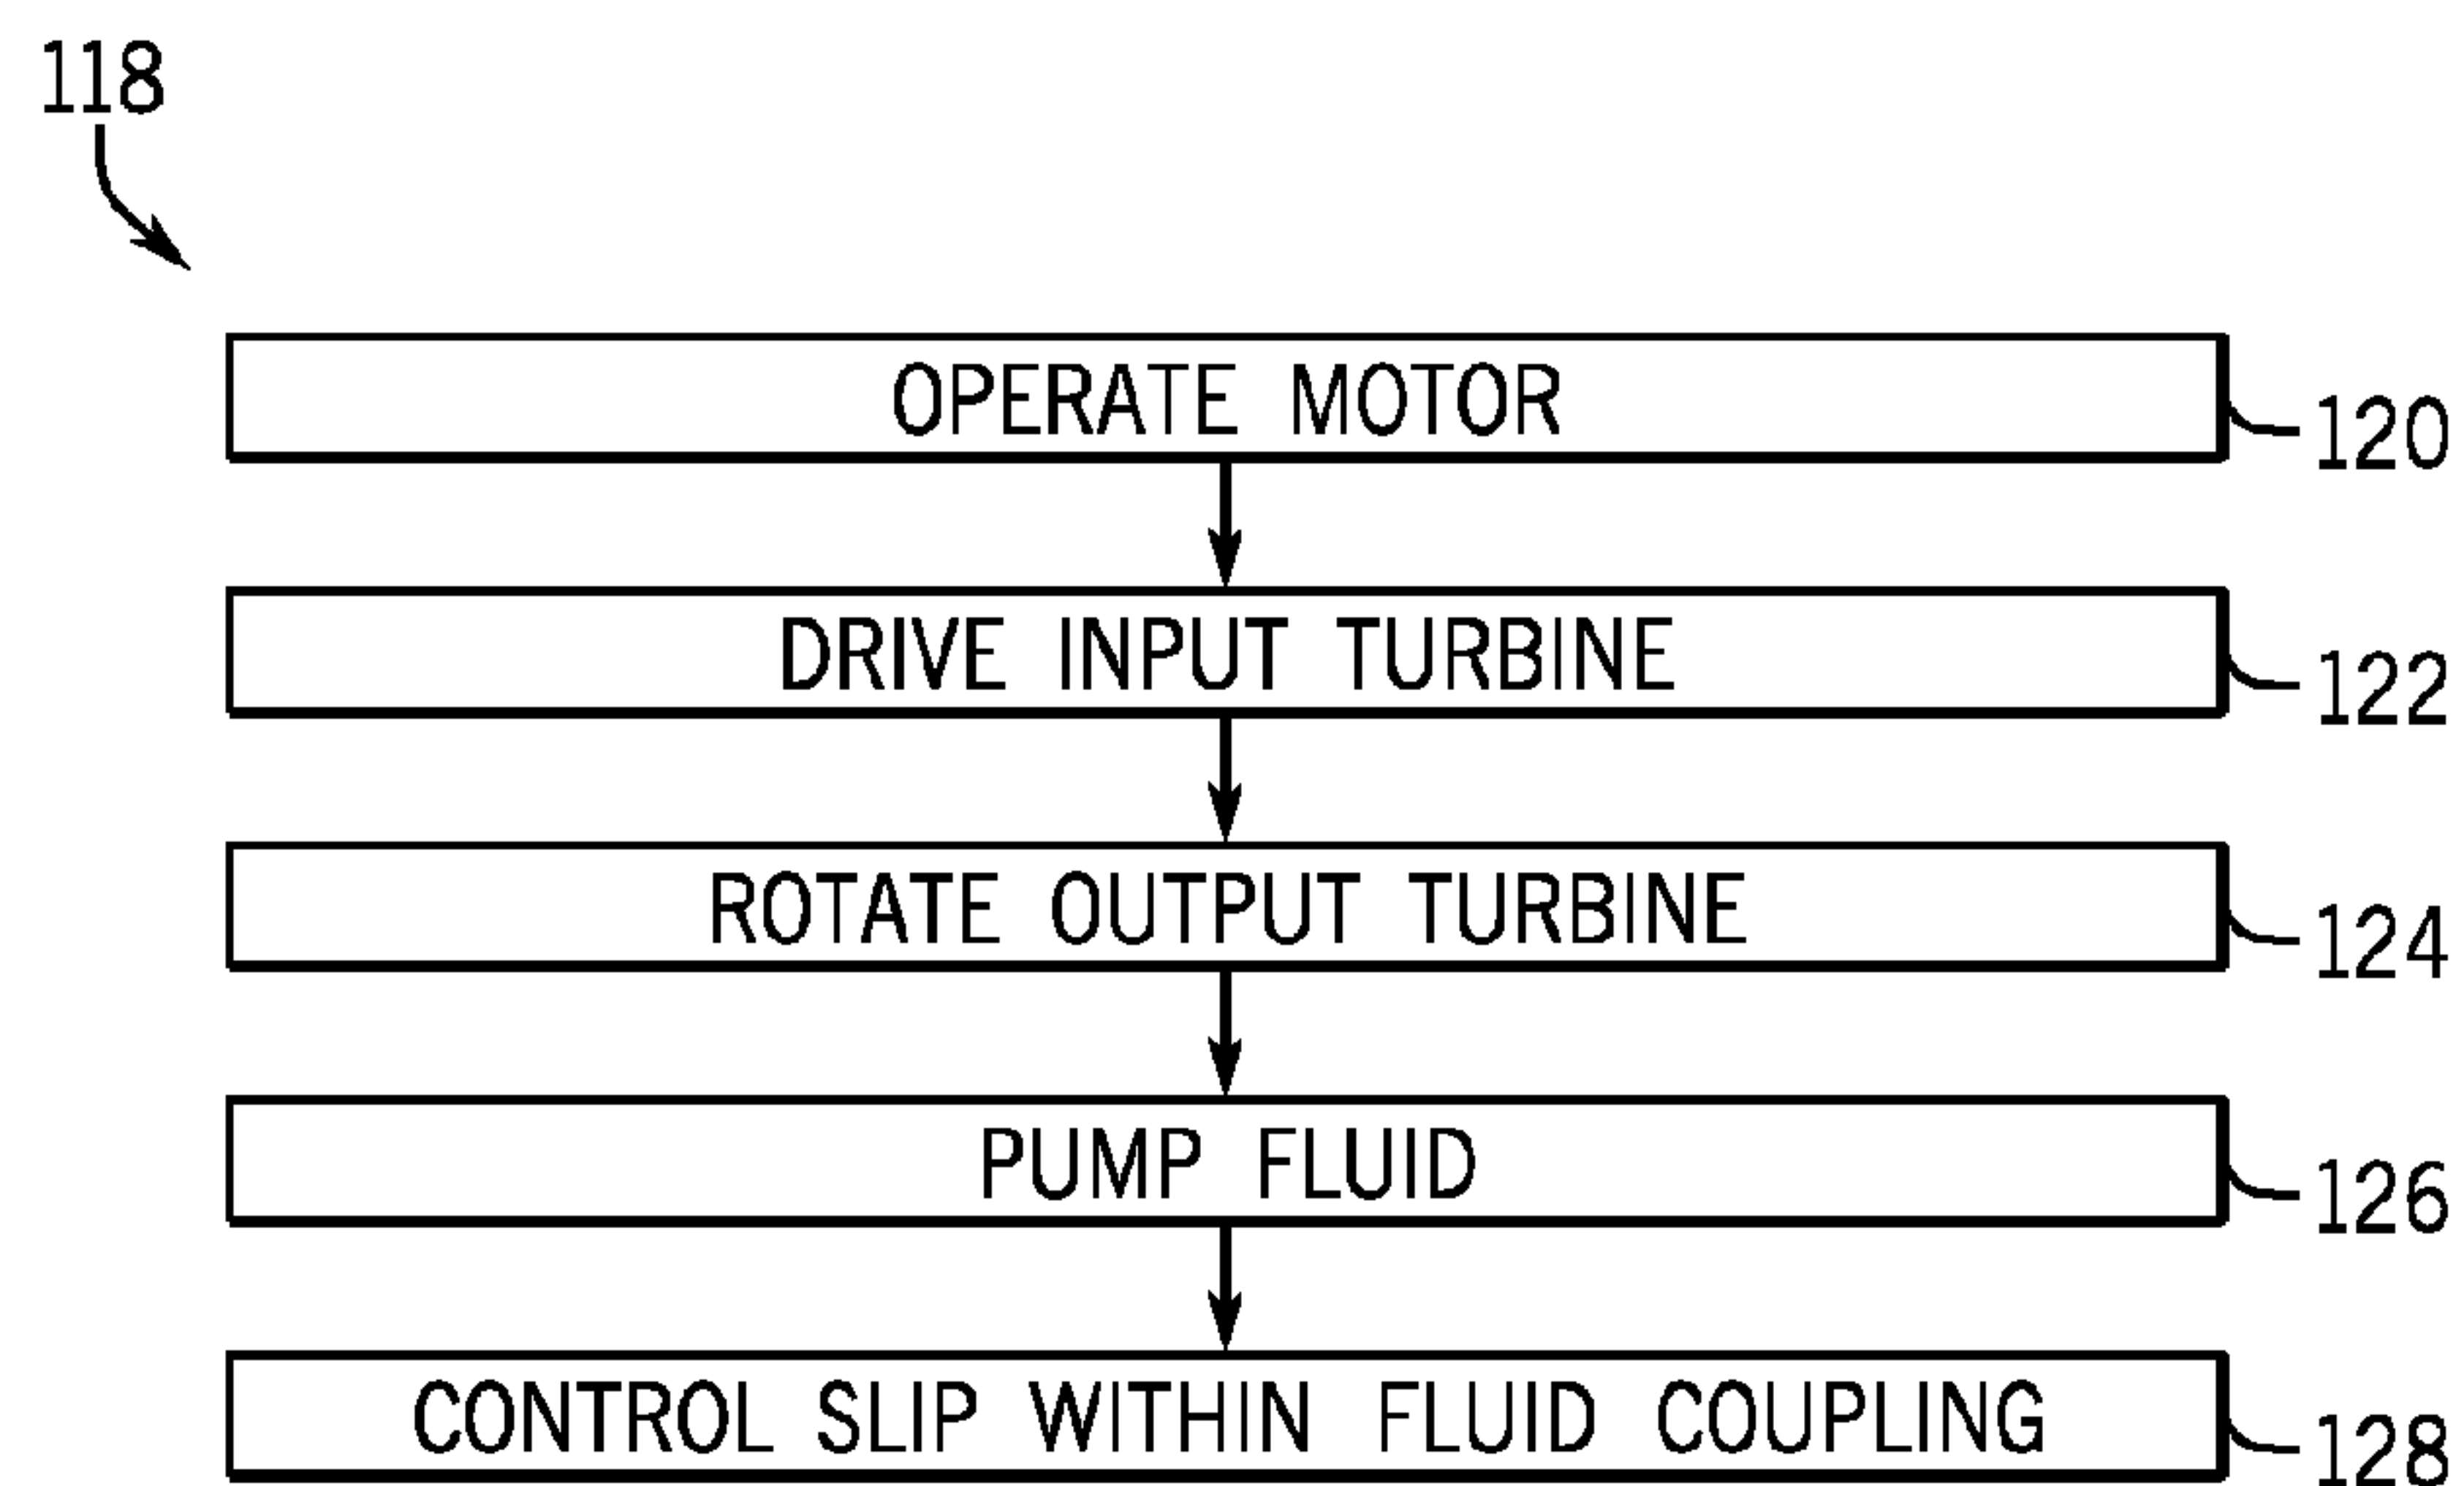 118
OPERATE MOTOR
120
DRIVE INPUT TURBINE
122
ROTATE OUTPUT TURBINE
124
PUMP FLUID
126
CONTROL SLIP WITHIN FLUID COUPLING
128